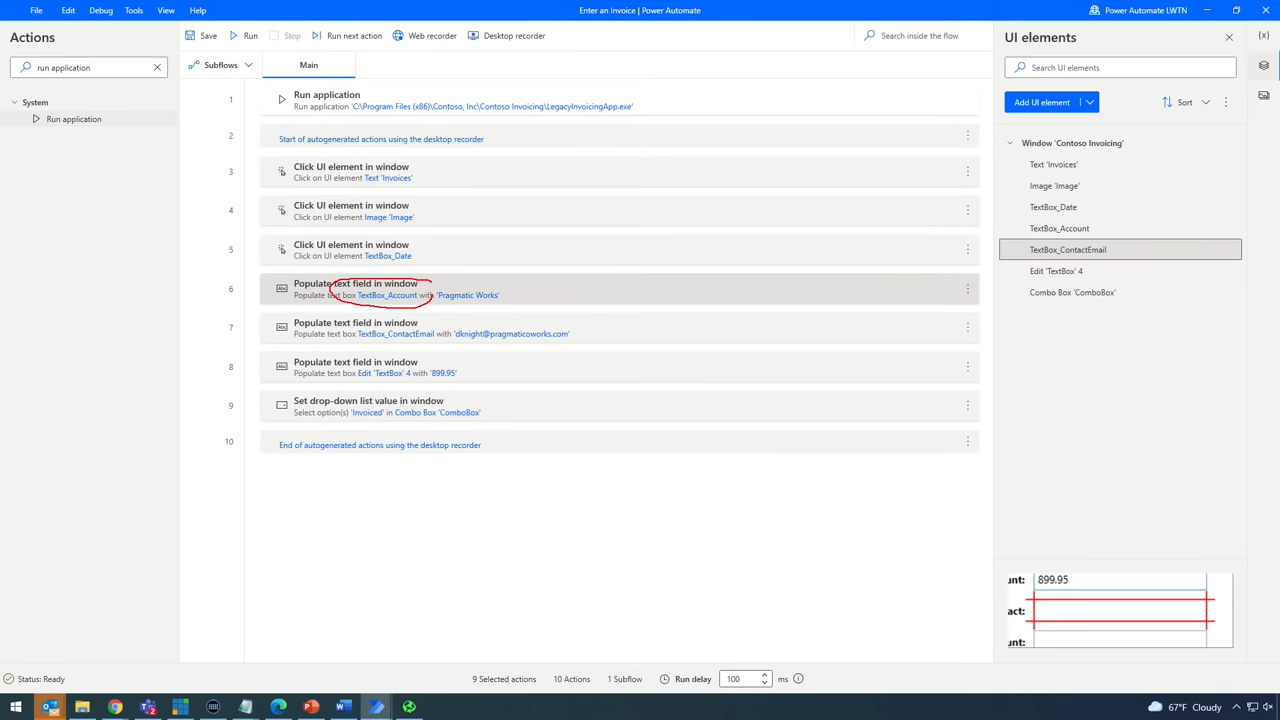 File Edit Debug Tools View Help Enter an Invoice | Power Automate Power Automate LWTN
Actions
Save Run Stop Run next action Web recorder Desktop recorder Search inside the flow
UI elements
run application
Subflows Main
Search UI elements
System
Run application
Add UI element Sort
1 Run application
Run application 'C:\Program Files (x86)\Contoso, Inc\Contoso Invoicing\LegacyInvoicingApp.exe'
2 Start of autogenerated actions using the desktop recorder
3 Click UI element in window
Click on UI element Text 'Invoices'
4 Click UI element in window
Click on UI element Image 'Image'
5 Click UI element in window
Click on UI element TextBox_Date
6 Populate text field in window
Populate text box TextBox_Account with 'Pragmatic Works'
7 Populate text field in window
Populate text box TextBox_ContactEmail with 'dknight@pragmaticoworks.com'
8 Populate text field in window
Populate text box Edit 'TextBox' 4 with '899.95'
9 Set drop-down list value in window
Select option(s) 'Invoiced' in Combo Box 'ComboBox'
10 End of autogenerated actions using the desktop recorder
Window 'Contoso Invoicing'
Text 'Invoices'
Image 'Image'
TextBox_Date
TextBox_Account
TextBox_ContactEmail
Edit 'TextBox' 4
Combo Box 'ComboBox'
unt: 899.95
act:
unt:
Status: Ready 9 Selected actions 10 Actions 1 Subflow Run delay 100 ms
67°F Cloudy